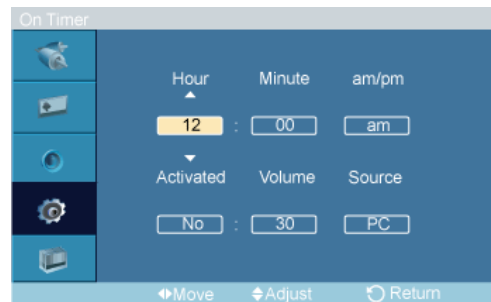 On Timer
Hour Minute am/pm
12 : 00 am
Activated Volume Source
No : 30 PC
Move Adjust Return